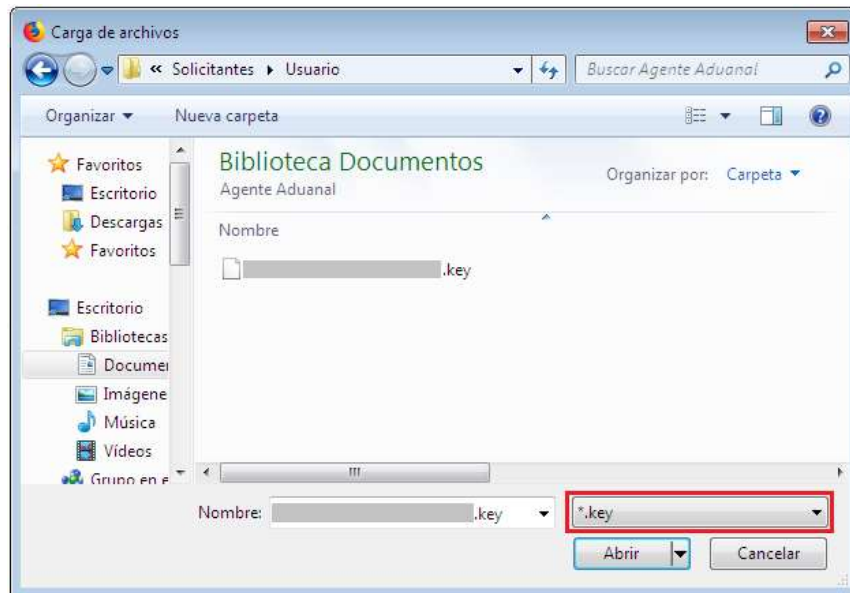 Carga de archivos
« Solicitantes Usuario
Buscar Agente Aduanal
Organizar Nueva carpeta
Favoritos
Escritorio
Descargas
Favoritos
Escritorio
Bibliotecas
Documei
Imágene
Música
Vídeos
Grupo en e
Biblioteca Documentos
Agente Aduanal
Organizar por: Carpeta
Nombre
.key
Nombre: .key
*.key
Abrir Cancelar